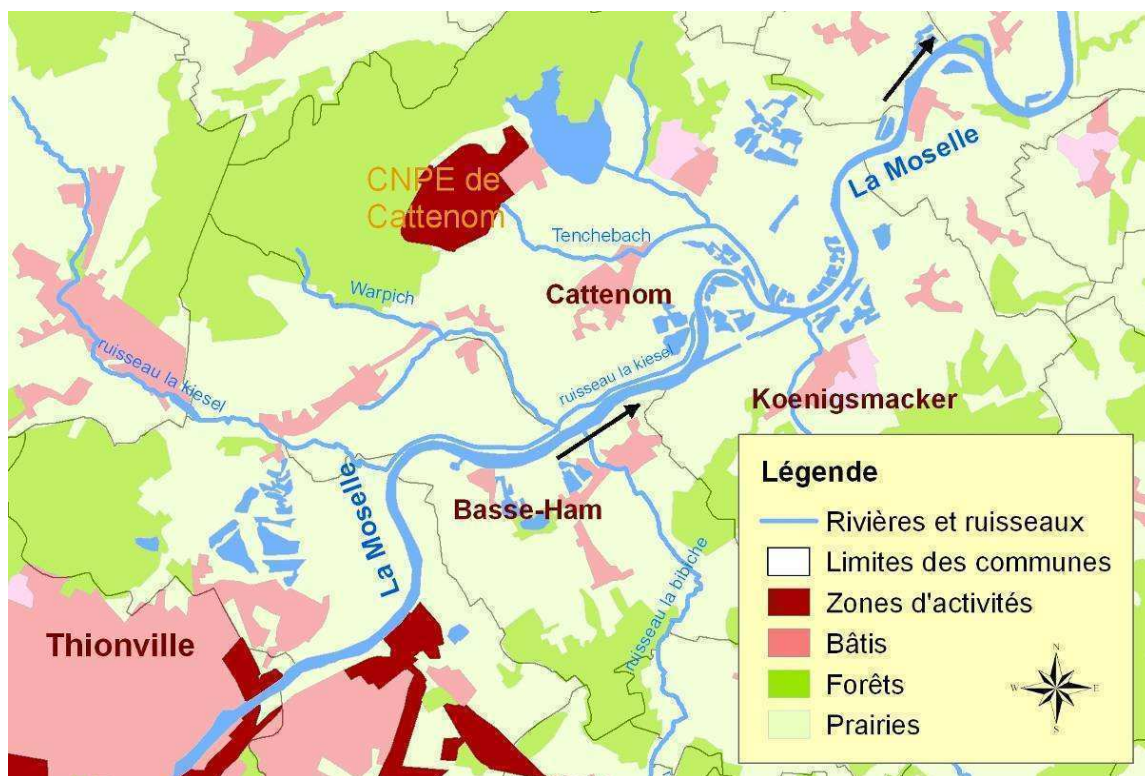 CNPE de
Cattenom
La Moselle
Tenchebach
Warpich
Cattenom
ruisseau la kiesel
ruisseau la kiesel
Koenigsmacker
La Moselle
Basse-Ham
ruisseau la bibiche
Thionville
Légende
Rivières et ruisseaux
Limites des communes
Zones d'activités
Bâtis
Forêts
Prairies
N
W E
S